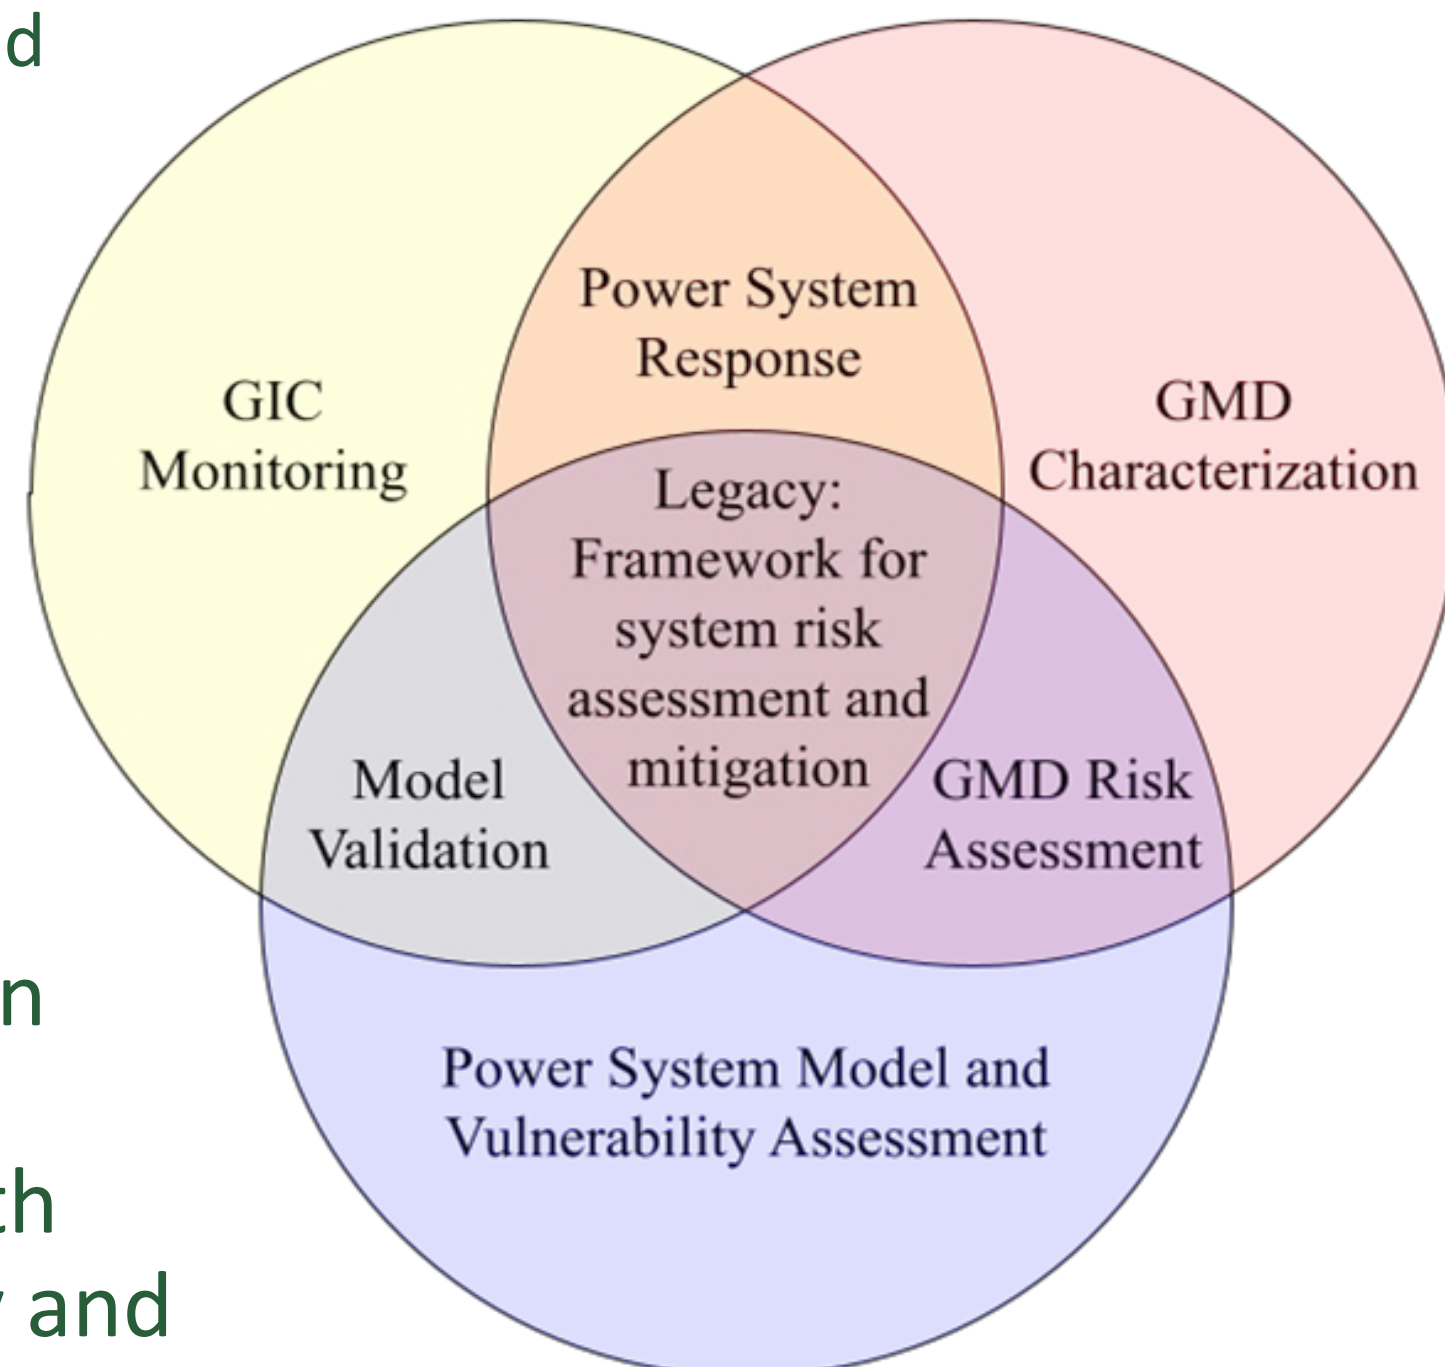 d
Power System
Response
GIC
Monitoring
GMD
Characterization
Legacy:
Framework for
system risk
assessment and
mitigation
Model
Validation
GMD Risk
Assessment
n
Power System Model and
Vulnerability Assessment
th
and